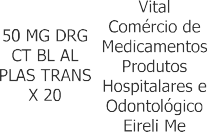 50 MG DRG
CT BL AL
PLAS TRANS
X 20
Vital
Comércio de
Medicamentos
Produtos
Hospitalares e
Odontológico
Eireli Me